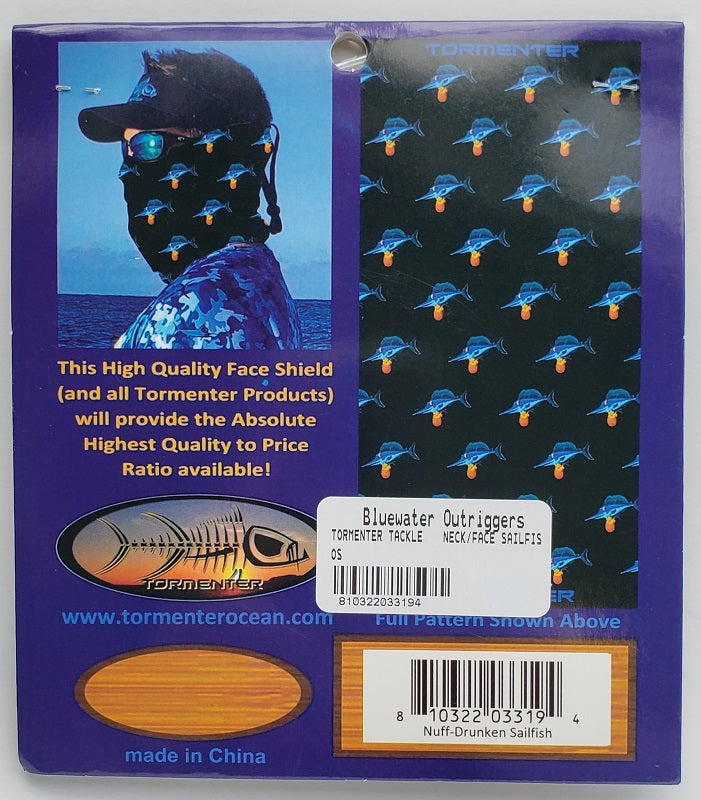 TORMENTER
This High Quality Face Shield
(and all Tormenter Products)
will provide the Absolute
Highest Quality to Price
Ratio available!
TORMENTER
www.tormenterocean.com
made in China
Bluewater Outriggers
TORMENTER TACKLE NECK/FACE SAILFIS
OS
810322033194
ER
Full Pattern Shown Above
8 10322 03319 4
Nuff-Drunken Sailfish